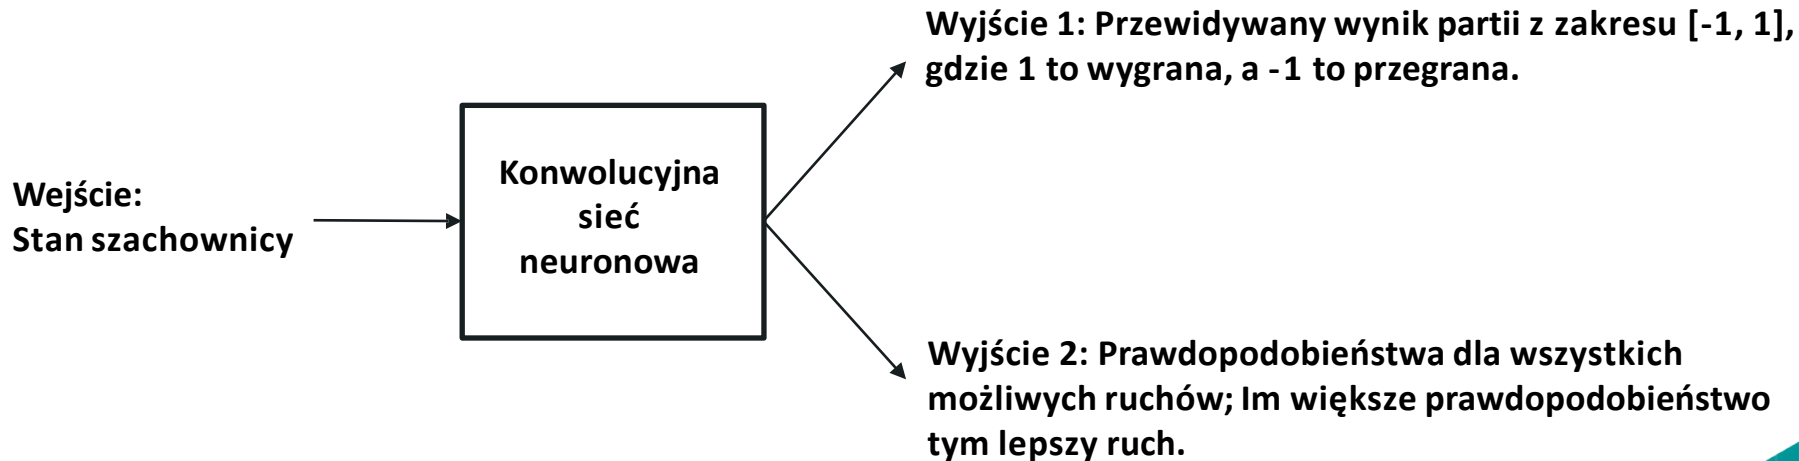 Wyjście 1: Przewidywany wynik partii z zakresu [-1, 1],
gdzie 1 to wygrana, a -1 to przegrana.
Wejście:
Stan szachownicy
Konwolucyjna
sieć
neuronowa
Wyjście 2: Prawdopodobieństwa dla wszystkich
możliwych ruchów; Im większe prawdopodobieństwo
tym lepszy ruch.